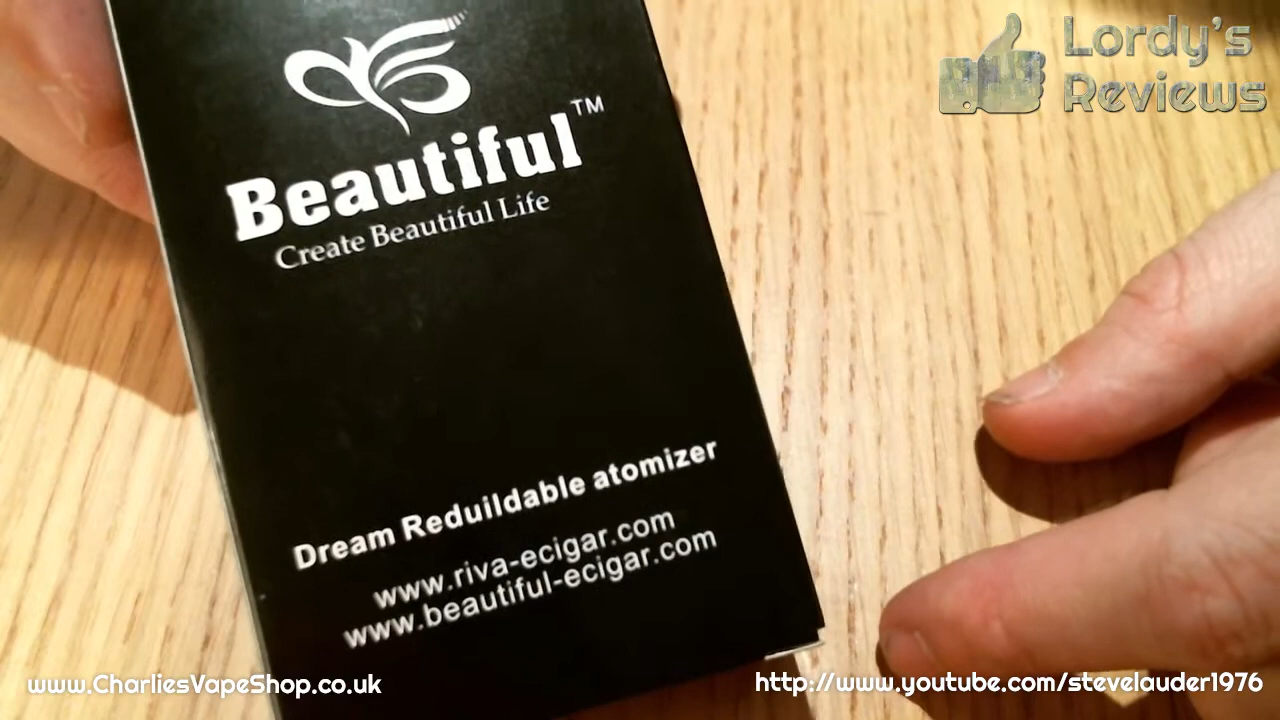 Lordy's
Reviews
Beautiful™
Create Beautiful Life
Dream Reduildable atomizer
www.riva-ecigar.com
www.beautiful-ecigar.com
www.CharliesVapeShop.co.uk
http://www.youtube.com/stevelauder1976